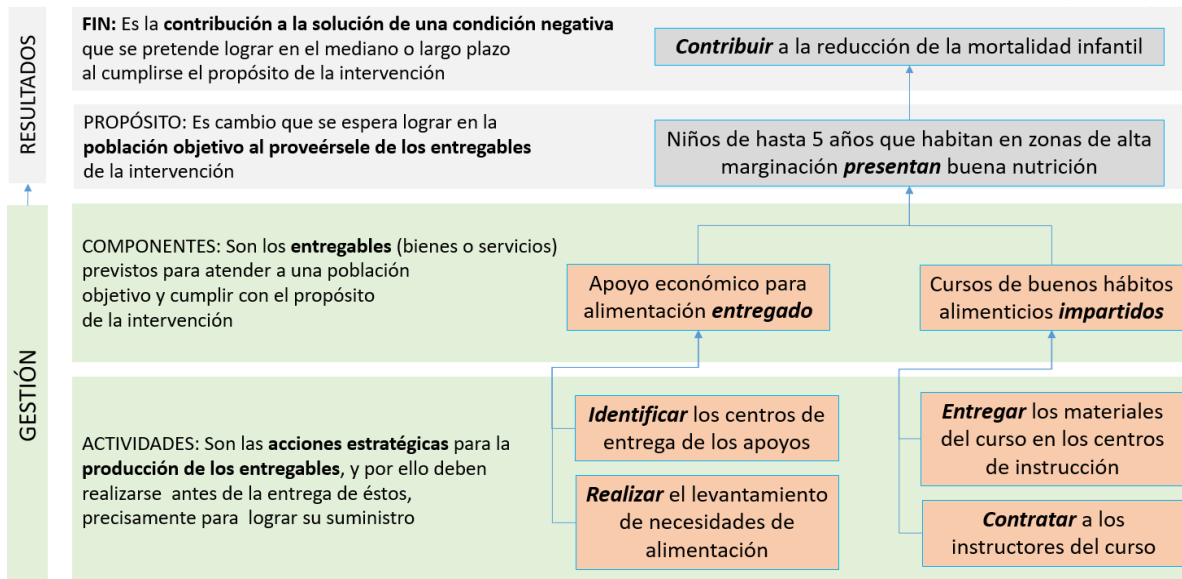 RESULTADOS
FIN: Es la contribución a la solución de una condición negativa
que se pretende lograr en el mediano o largo plazo
al cumplirse el propósito de la intervención
Contribuir a la reducción de la mortalidad infantil
PROPÓSITO: Es cambio que se espera lograr en la
población objetivo al proveérsele de los entregables
de la intervención
Niños de hasta 5 años que habitan en zonas de alta
marginación presentan buena nutrición
GESTIÓN
COMPONENTES: Son los entregables (bienes o servicios)
previstos para atender a una población
objetivo y cumplir con el propósito
de la intervención
Apoyo económico para
alimentación entregado
Cursos de buenos hábitos
alimenticios impartidos
ACTIVIDADES: Son las acciones estratégicas para la
producción de los entregables, y por ello deben
realizarse antes de la entrega de éstos,
precisamente para lograr su suministro
Identificar los centros de
entrega de los apoyos
Realizar el levantamiento
de necesidades de
alimentación
Entregar los materiales
del curso en los centros
de instrucción
Contratar a los
instructores del curso